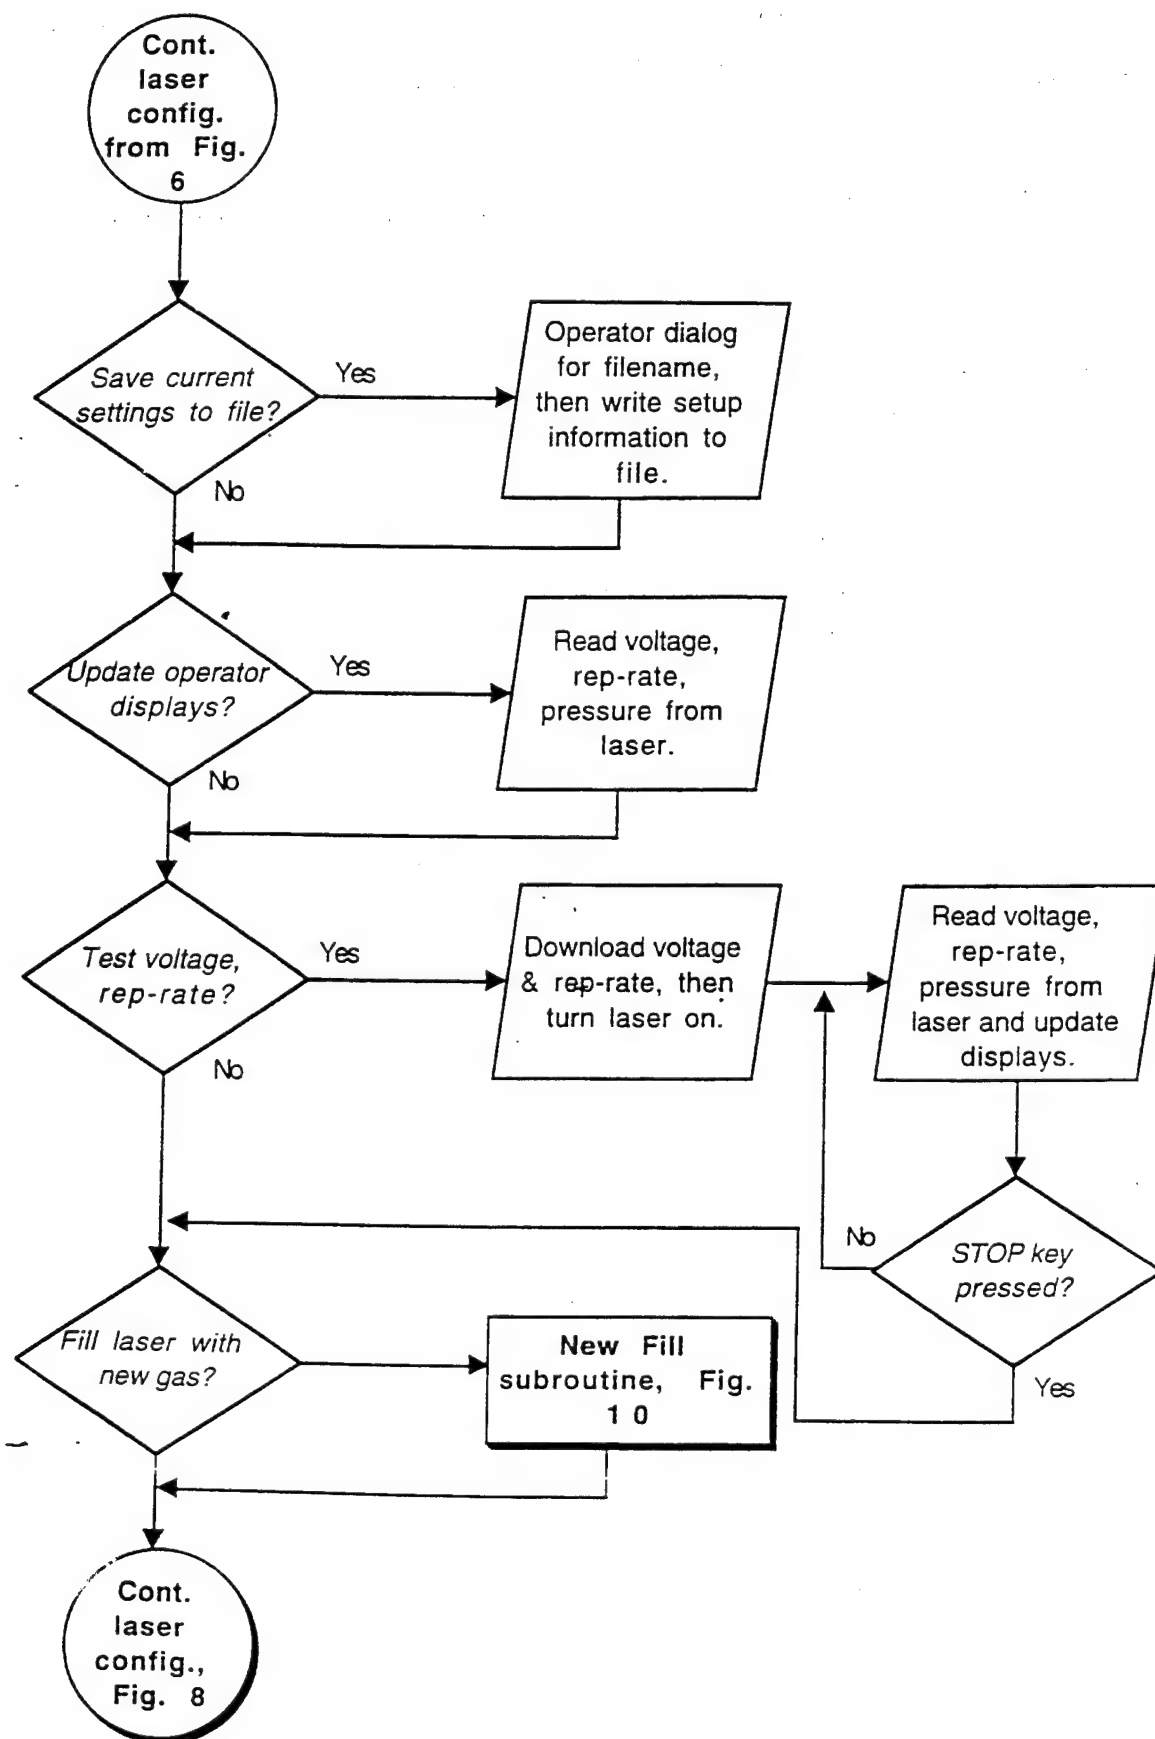 Cont.
laser
config.
from Fig.
6
Save current
settings to file?
Yes
No
Operator dialog
for filename,
then write setup
information to
file.
Update operator
displays?
Yes
No
Read voltage,
rep-rate,
pressure from
laser.
Test voltage,
rep-rate?
Yes
No
Download voltage
& rep-rate, then
turn laser on.
Read voltage,
rep-rate,
pressure from
laser and update
displays.
STOP key
pressed?
No
Yes
Fill laser with
new gas?
New Fill
subroutine, Fig.
1 0
Cont.
laser
config.,
Fig. 8